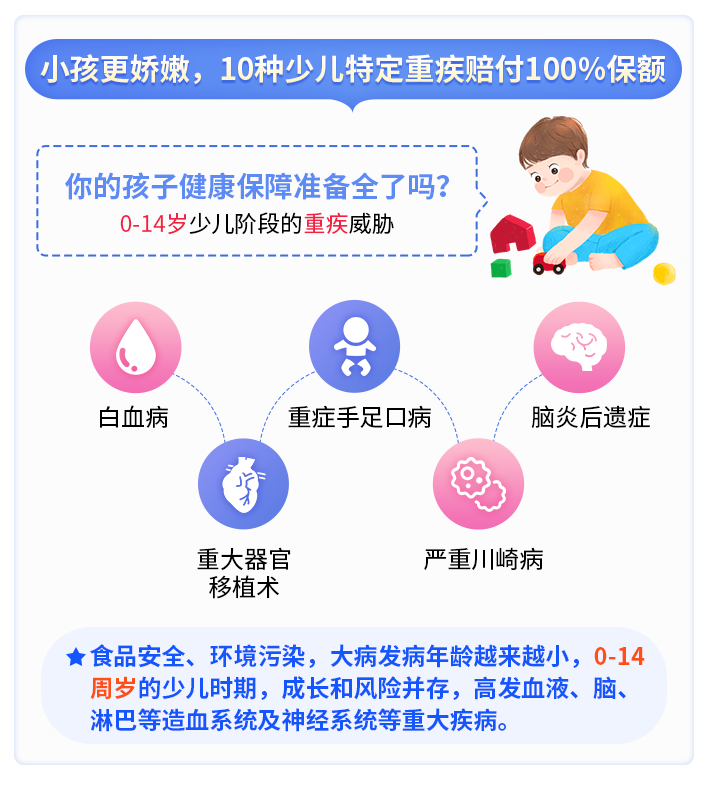 小孩更娇嫩，10种少儿特定重疾赔付100%保额
你的孩子健康保障准备全了吗？
0-14岁少儿阶段的重疾威胁
白血病
重症手足口病
脑炎后遗症
重大器官
移植术
严重川崎病
食品安全、环境污染，大病发病年龄越来越小，0-14
周岁的少儿时期，成长和风险并存，高发血液、脑、
淋巴等造血系统及神经系统等重大疾病。